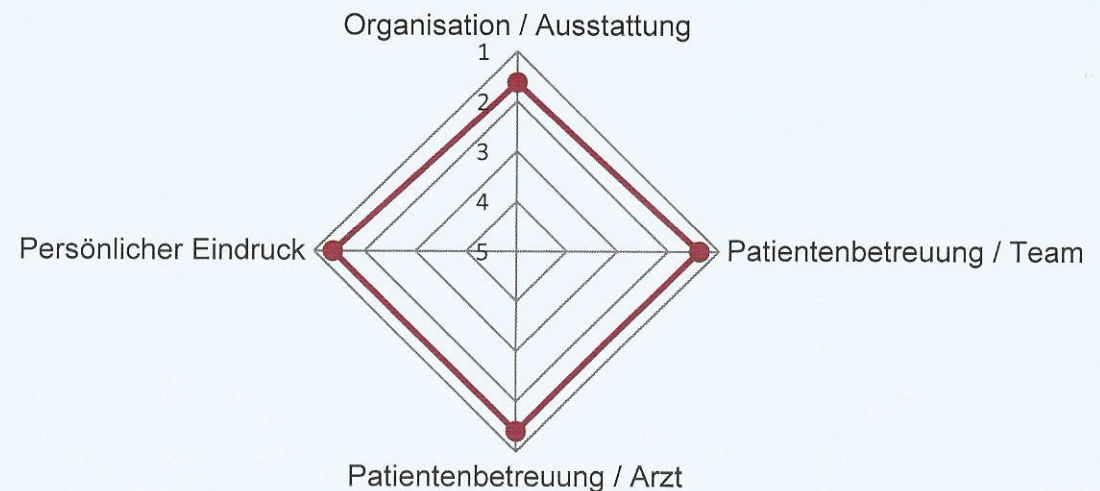 Organisation / Ausstattung
1
2
3
4
5
Persönlicher Eindruck
Patientenbetreuung / Team
Patientenbetreuung / Arzt